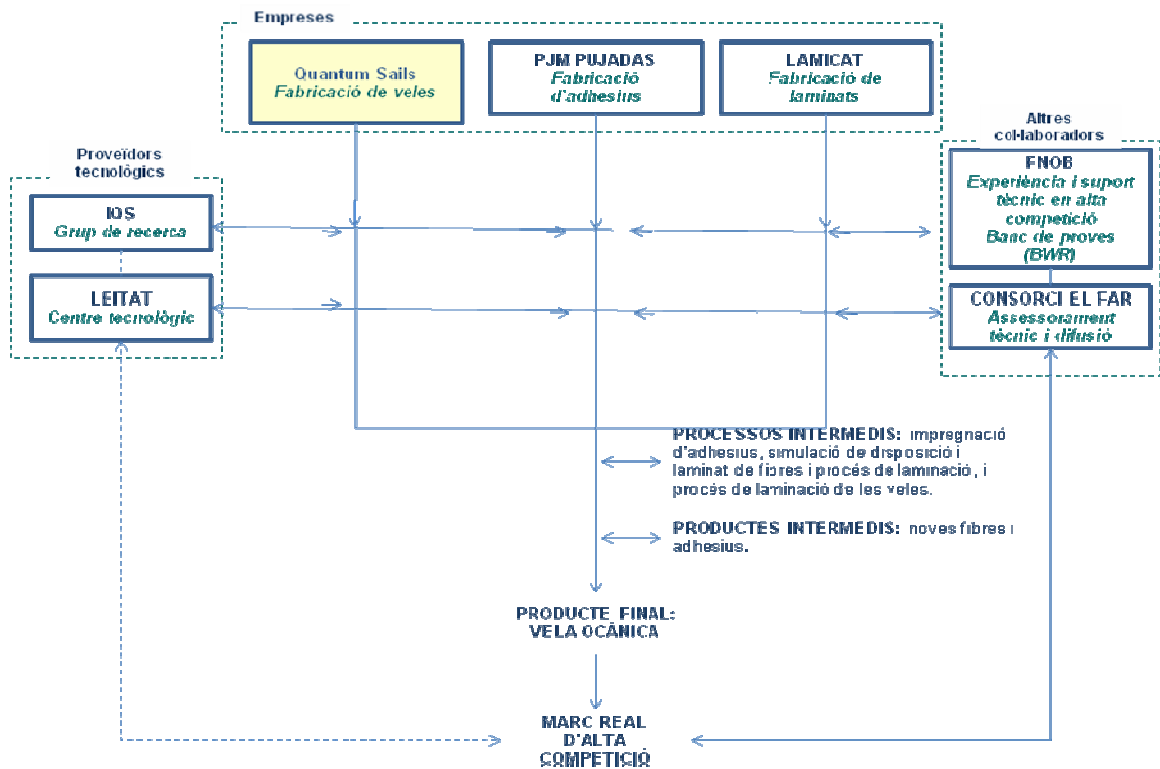 Empreses
Quantum Sails
Fabricació de veles
PJM PUJADAS
Fabricació
d'adhesius
LAMICAT
Fabricació de
laminats
Proveïdors
tecnològics
IQS
Grup de recerca
LEITAT
Centre tecnològic
Altres
col·laboradors
FNOB
Experiència i suport
tècnic en alta
competició
Banc de proves
(BWR)
CONSORCI EL FAR
Assessorament
tècnic i difusió
PROCESSOS INTERMEDIS: impregnació
d'adhesius, simulació de disposició i
laminat de fibres i procés de laminació, i
procés de laminació de les veles.
PRODUCTES INTERMEDIS: noves fibres i
adhesius.
PRODUCTE FINAL:
VELA OCÀNICA
MARC REAL
D'ALTA
COMPETICIÓ